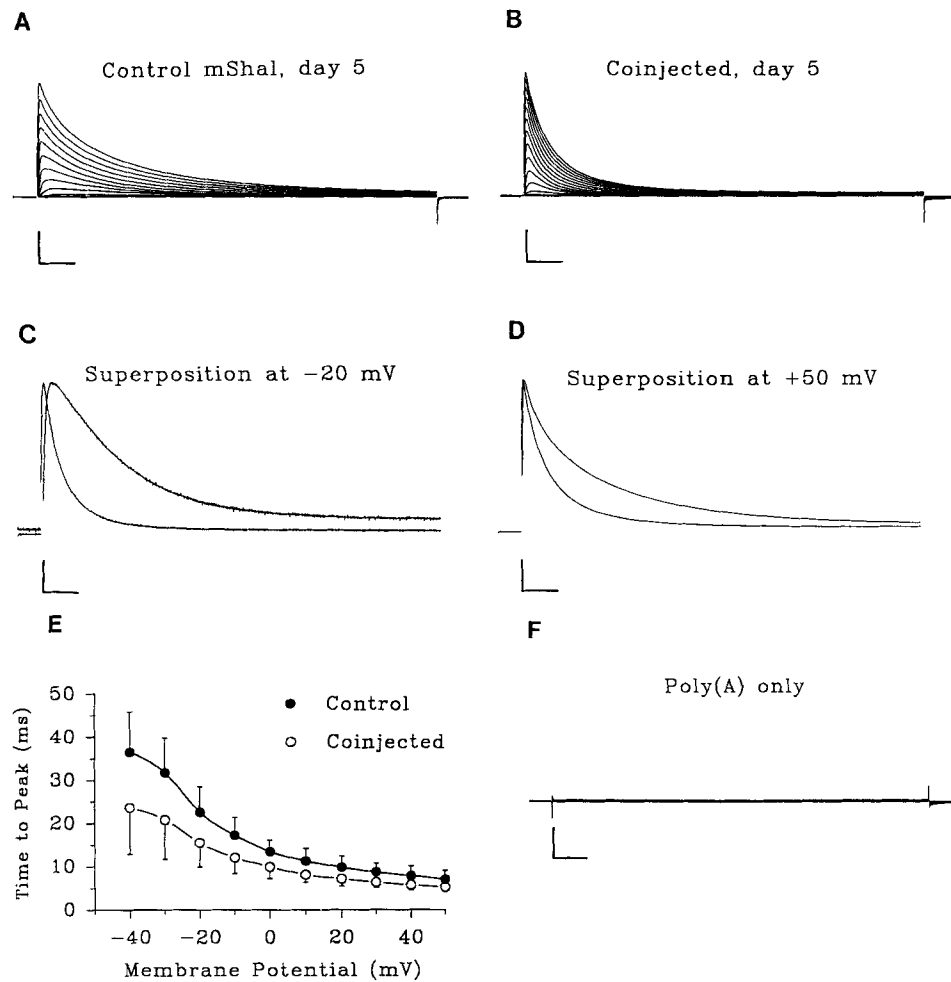 A
Control mShal, day 5
B
Coinjected, day 5
C
Superposition at −20 mV
D
Superposition at +50 mV
E
Time to Peak (ms)
50
40
30
20
10
0
Control
Coinjected
−40
−20
0
20
40
Membrane Potential (mV)
F
Poly(A) only